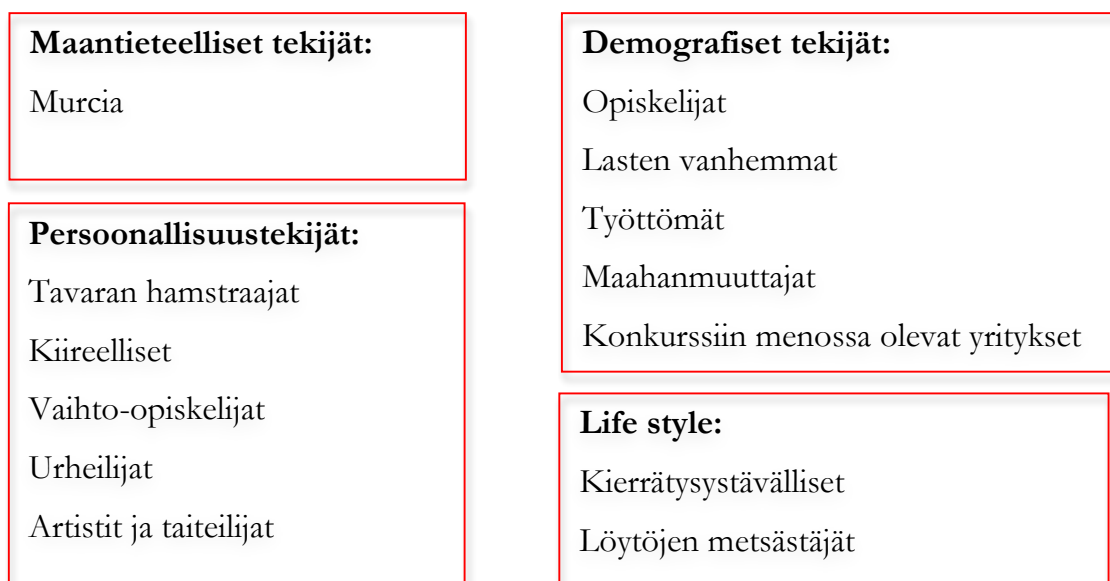 Maantieteelliset tekijät:
Murcia
Persoonallisuustekijät:
Tavaran hamstraajat
Kiireelliset
Vaihto-opiskelijat
Urheilijat
Artistit ja taiteilijat
Demografiset tekijät:
Opiskelijat
Lasten vanhemmat
Työttömät
Maahanmuuttajat
Konkurssiin menossa olevat yritykset
Life style:
Kierrätysystävälliset
Löytöjen metsästäjät